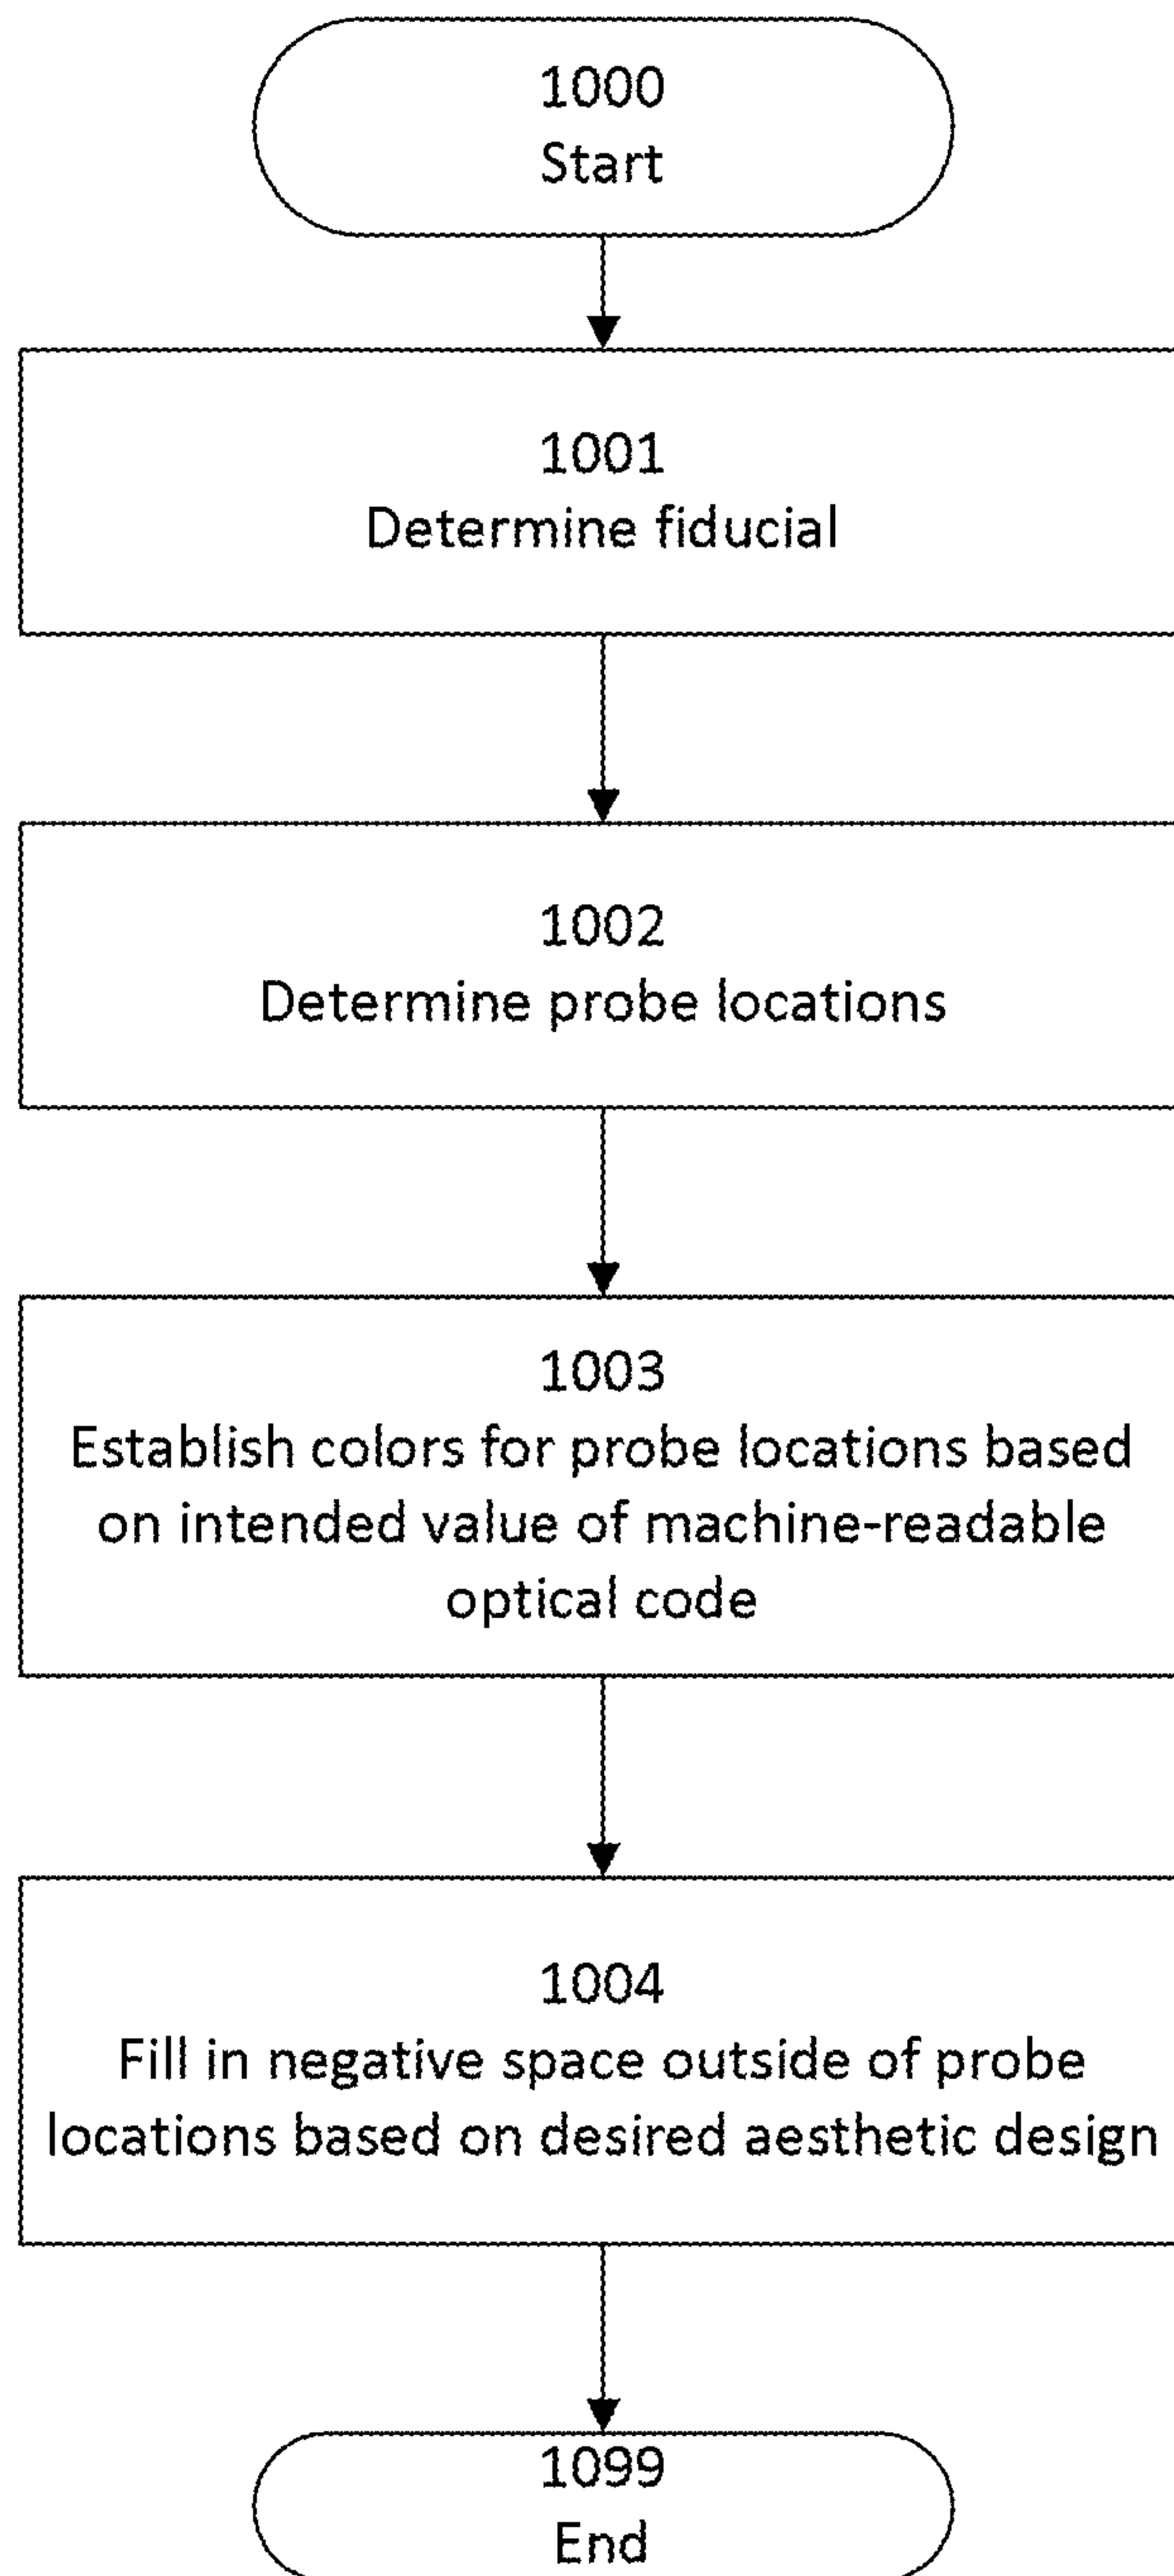 1000
Start
1001
Determine fiducial
1002
Determine probe locations
1003
Establish colors for probe locations based
on intended value of machine-readable
optical code
1004
Fill in negative space outside of probe
locations based on desired aesthetic design
1099
End